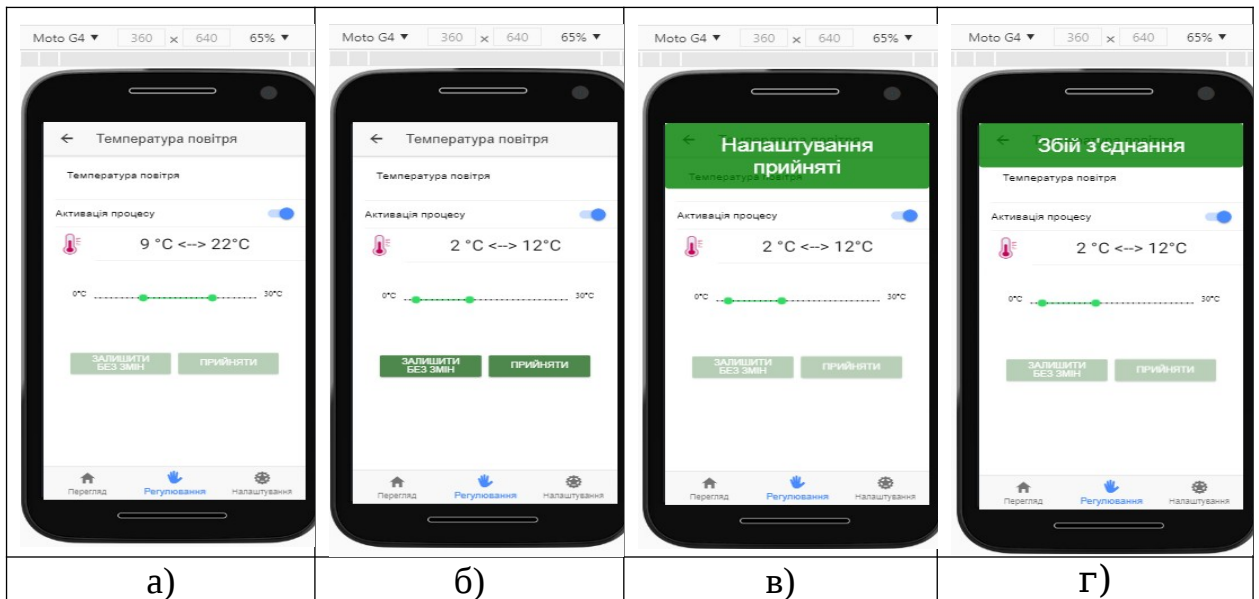 Moto G4 ▼ 360 × 640 65% ▼
← Температура повітря
Температура повітря
Активація процесу
9 °C <--> 22°C
0°C 30°C
ЗАЛИШИТИ БЕЗ ЗМІН ПРИЙНЯТИ
Перегляд Регулювання Налаштування
а)
Moto G4 ▼ 360 × 640 65% ▼
← Температура повітря
Температура повітря
Активація процесу
2 °C <--> 12°C
0°C 30°C
ЗАЛИШИТИ БЕЗ ЗМІН ПРИЙНЯТИ
Перегляд Регулювання Налаштування
б)
Moto G4 ▼ 360 × 640 65% ▼
Налаштування
прийняті
Температура повітря
Активація процесу
2 °C <--> 12°C
0°C 30°C
ЗАЛИШИТИ БЕЗ ЗМІН ПРИЙНЯТИ
Перегляд Регулювання Налаштування
в)
Moto G4 ▼ 360 × 640 65% ▼
Збій з'єднання
Температура повітря
Активація процесу
2 °C <--> 12°C
0°C 30°C
ЗАЛИШИТИ БЕЗ ЗМІН ПРИЙНЯТИ
Перегляд Регулювання Налаштування
г)